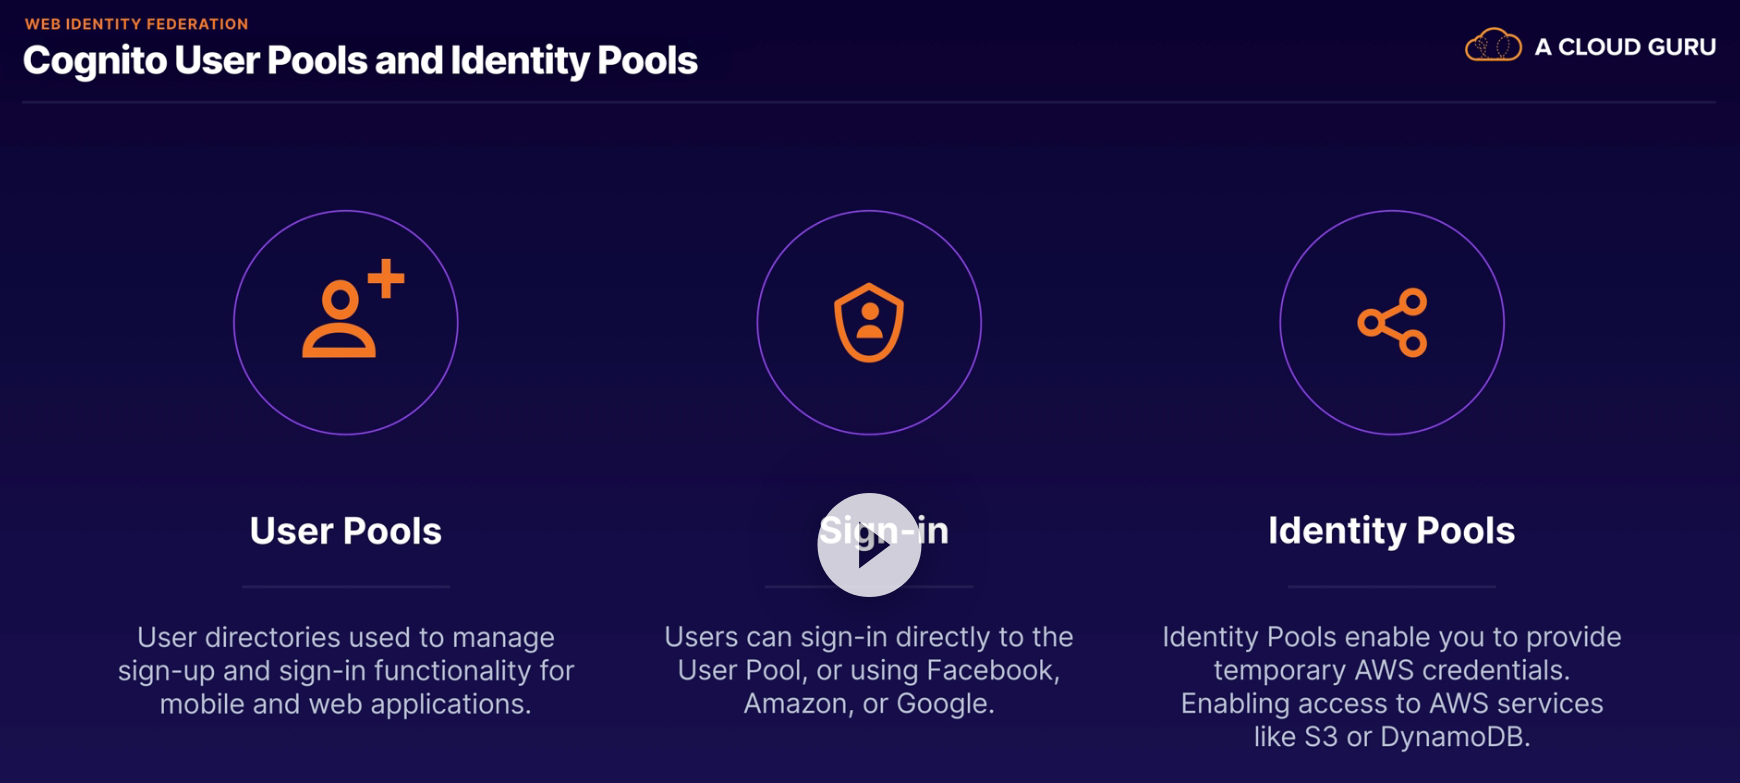 WEB IDENTITY FEDERATION
Cognito User Pools and Identity Pools
A CLOUD GURU
User Pools
User directories used to manage
sign-up and sign-in functionality for
mobile and web applications.
Sign-in
Users can sign-in directly to the
User Pool, or using Facebook,
Amazon, or Google.
Identity Pools
Identity Pools enable you to provide
temporary AWS credentials.
Enabling access to AWS services
like S3 or DynamoDB.